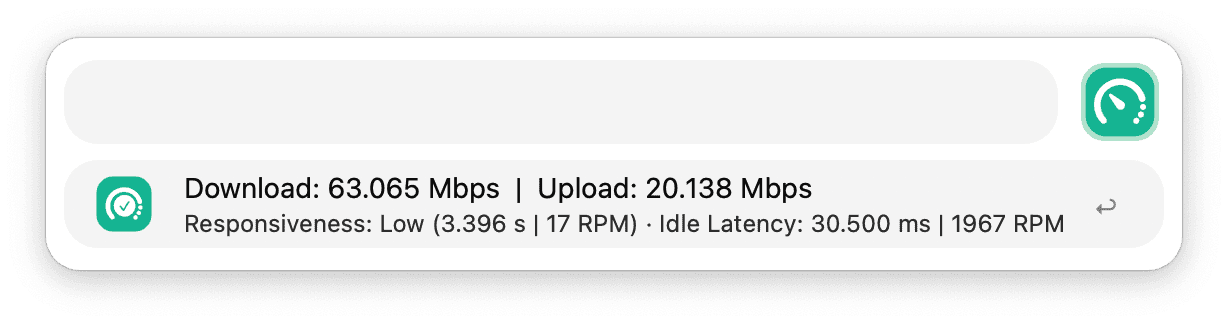 Download: 63.065 Mbps | Upload: 20.138 Mbps
Responsiveness: Low (3.396 s | 17 RPM) · Idle Latency: 30.500 ms | 1967 RPM